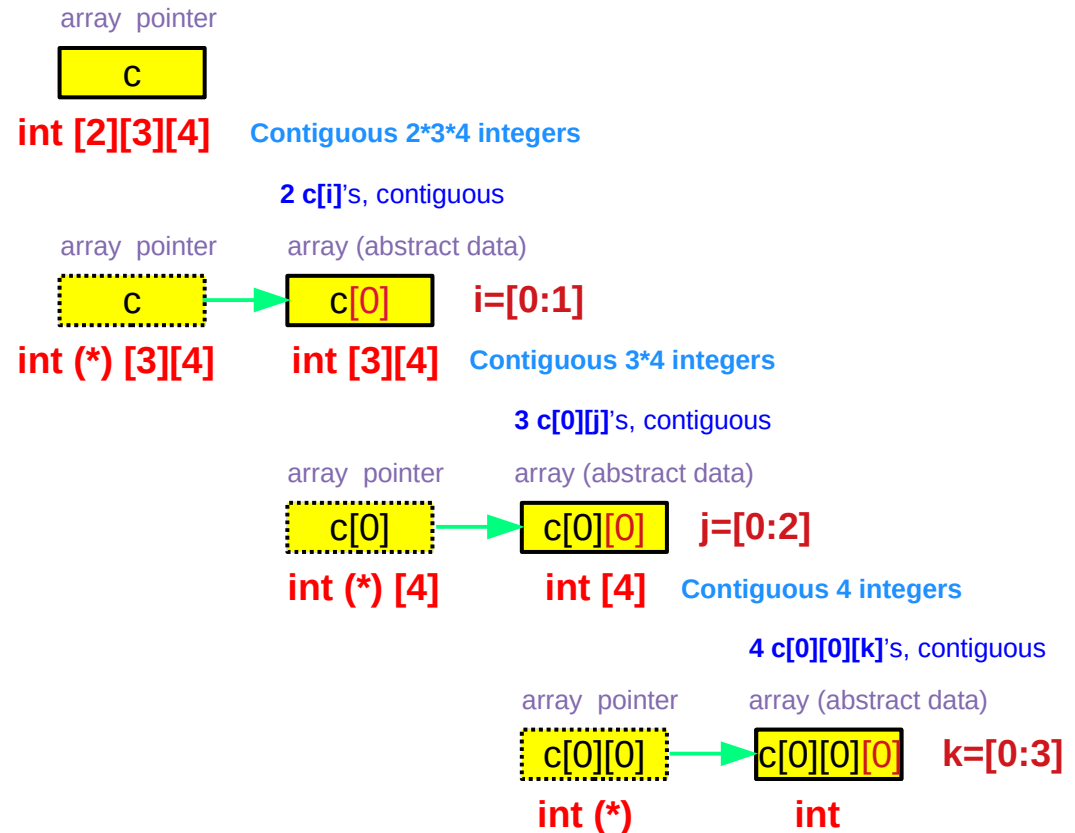 array pointer
c
int [2][3][4] Contiguous 2*3*4 integers
2 c[i]’s, contiguous
array pointer array (abstract data)
c c[0] i=[0:1]
int (*) [3][4] int [3][4] Contiguous 3*4 integers
3 c[0][j]’s, contiguous
array pointer array (abstract data)
c[0] c[0][0] j=[0:2]
int (*) [4] int [4] Contiguous 4 integers
4 c[0][0][k]’s, contiguous
array pointer array (abstract data)
c[0][0] c[0][0][0] k=[0:3]
int (*) int